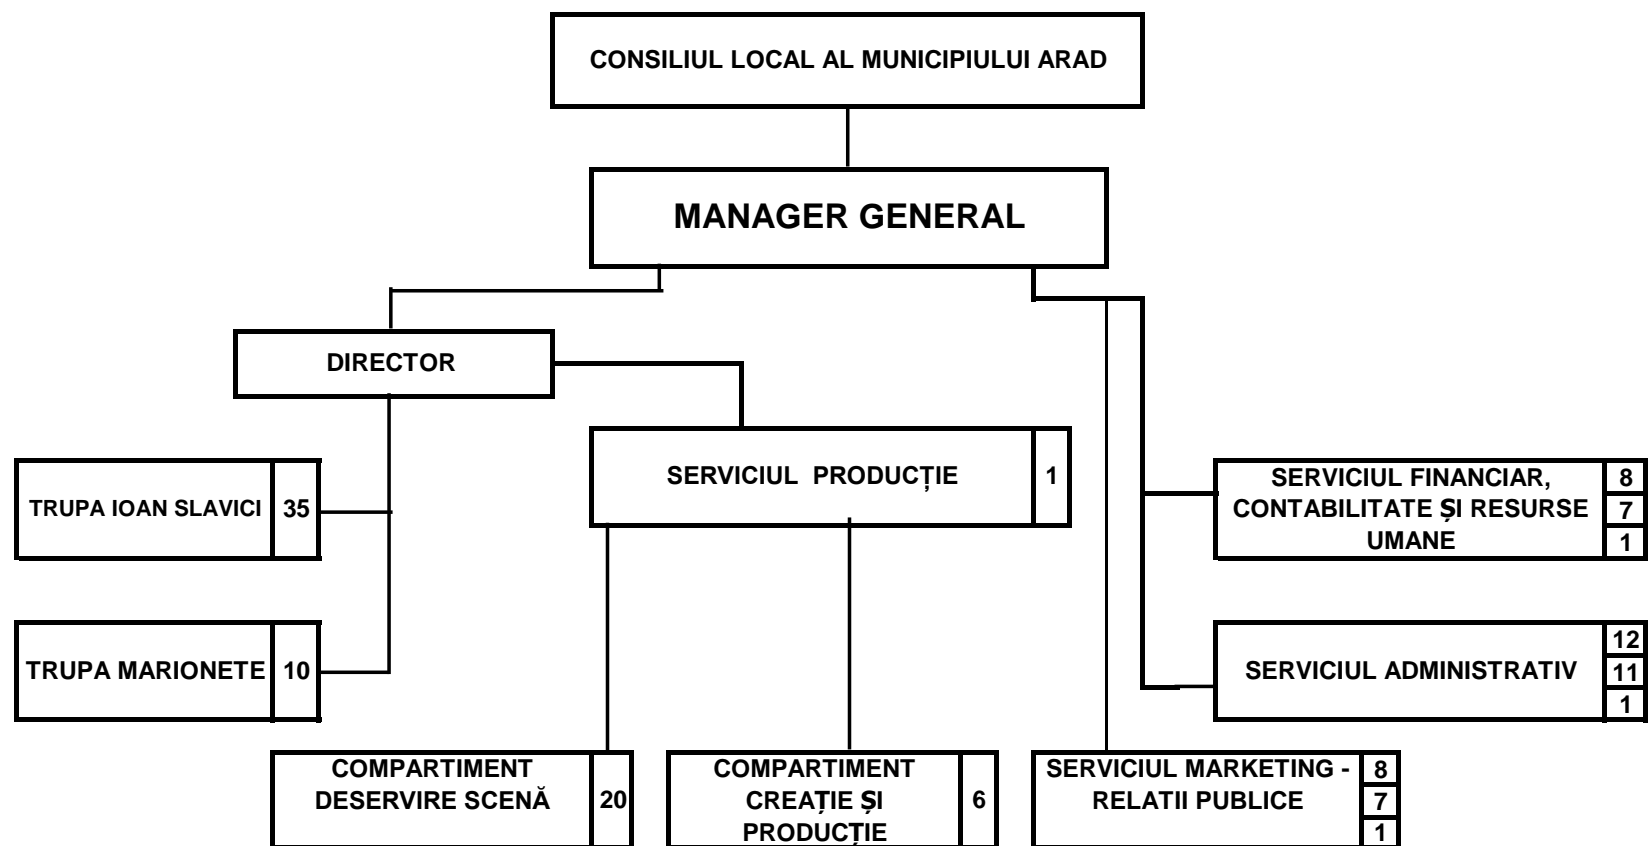 CONSILIUL LOCAL AL MUNICIPIULUI ARAD
MANAGER GENERAL
DIRECTOR
SERVICIUL PRODUCȚIE
1
TRUPA IOAN SLAVICI
35
SERVICIUL FINANCIAR,
CONTABILITATE ȘI RESURSE
UMANE
8
7
1
TRUPA MARIONETE
10
SERVICIUL ADMINISTRATIV
12
11
1
COMPARTIMENT
DESERVIRE SCENĂ
20
COMPARTIMENT
CREAȚIE ȘI
PRODUCȚIE
6
SERVICIUL MARKETING -
RELATII PUBLICE
8
7
1